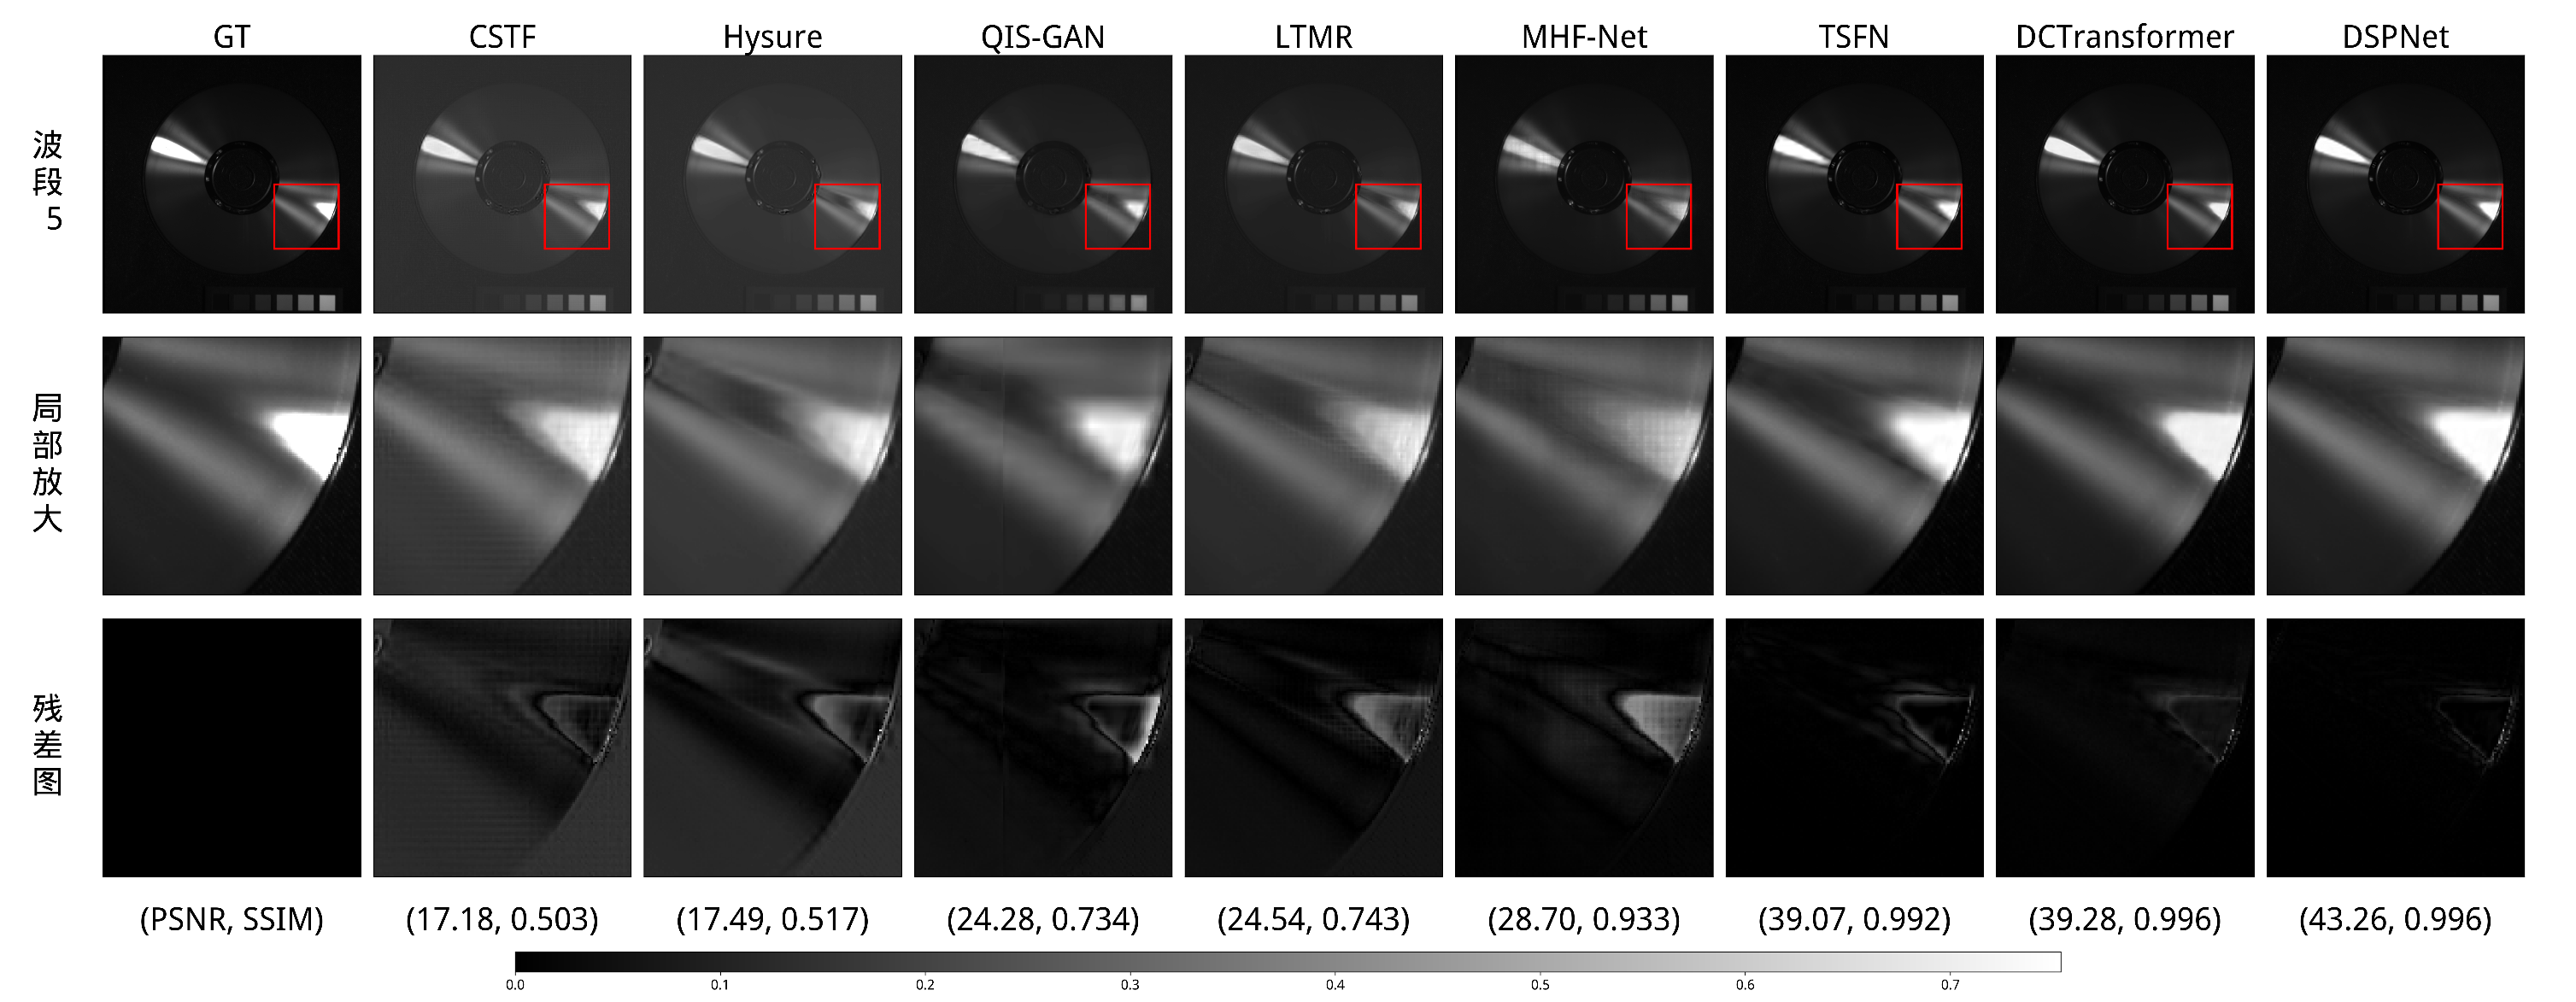 GT CSTF Hysure QIS-GAN LTMR MHF-Net TSFN DCTransformer DSPNet
波段5
局部放大
残差图
(PSNR, SSIM) (17.18, 0.503) (17.49, 0.517) (24.28, 0.734) (24.54, 0.743) (28.70, 0.933) (39.07, 0.992) (39.28, 0.996) (43.26, 0.996)
0.0 0.1 0.2 0.3 0.4 0.5 0.6 0.7